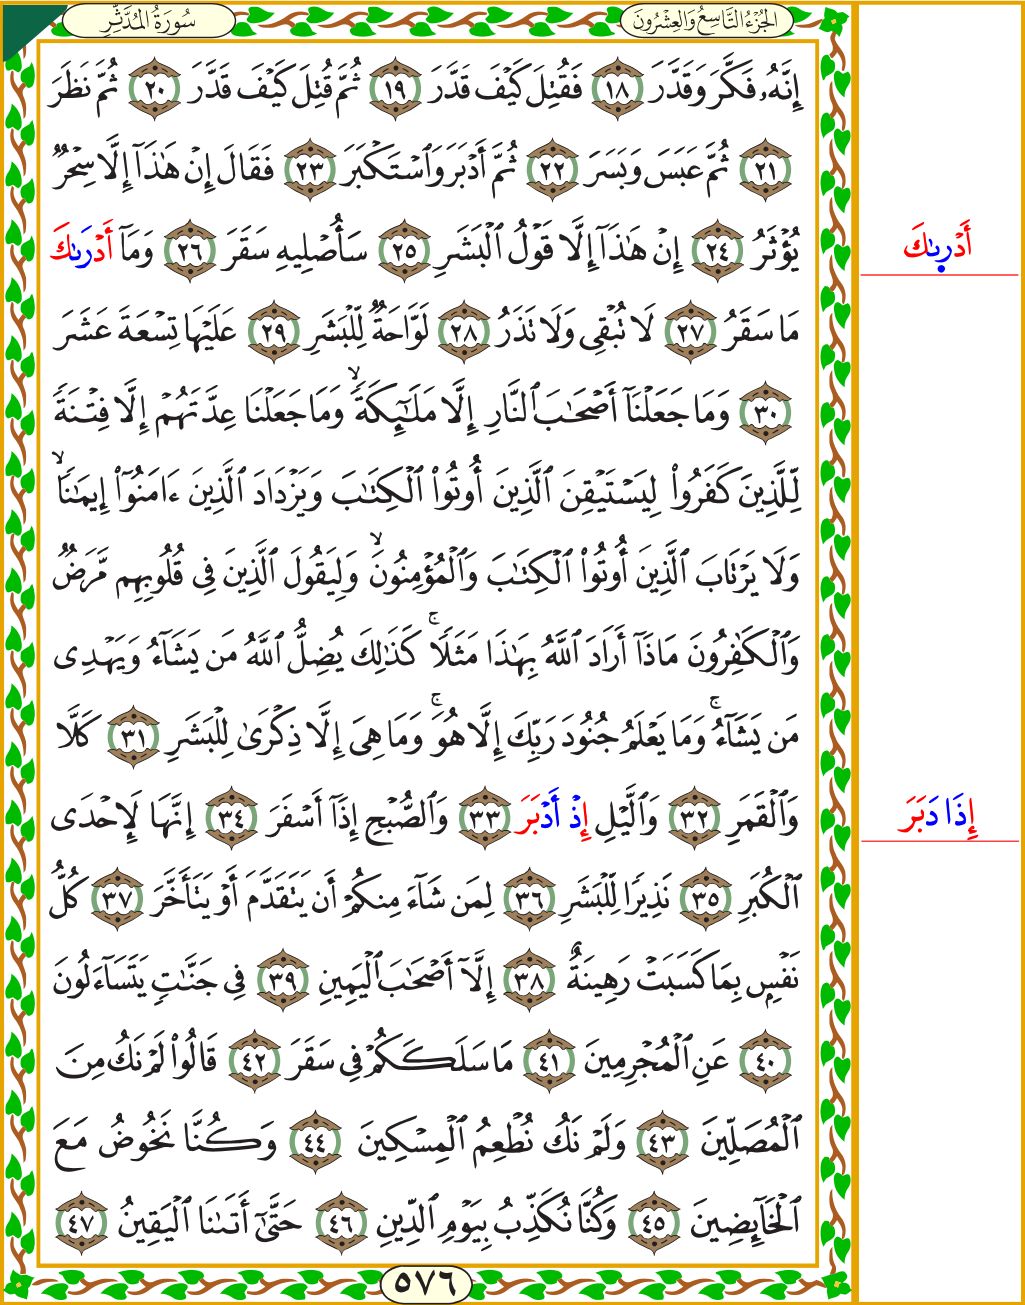 الجُزْءُ التَّاسِعُ وَالعِشْرُونَ
سُورَةُ المُدَّثِّرِ
إِنَّهُۥ فَكَّرَ وَقَدَّرَ ١٨ فَقُتِلَ كَيْفَ قَدَّرَ ١٩ ثُمَّ قُتِلَ كَيْفَ قَدَّرَ ٢٠ ثُمَّ نَظَرَ
٢١ ثُمَّ عَبَسَ وَبَسَرَ ٢٢ ثُمَّ أَدْبَرَ وَٱسْتَكْبَرَ ٢٣ فَقَالَ إِنْ هَٰذَآ إِلَّا سِحْرٌ
يُؤْثَرُ ٢٤ إِنْ هَٰذَآ إِلَّا قَوْلُ ٱلْبَشَرِ ٢٥ سَأُصْلِيهِ سَقَرَ ٢٦ وَمَآ أَدْرَىٰكَ
أَدْرِىٰكَ
مَا سَقَرُ ٢٧ لَا تُبْقِى وَلَا تَذَرُ ٢٨ لَوَّاحَةٌ لِّلْبَشَرِ ٢٩ عَلَيْهَا تِسْعَةَ عَشَرَ
٣٠ وَمَا جَعَلْنَآ أَصْحَٰبَ ٱلنَّارِ إِلَّا مَلَٰٓئِكَةً ۙ وَمَا جَعَلْنَا عِدَّتَهُمْ إِلَّا فِتْنَةً
لِّلَّذِينَ كَفَرُوا۟ لِيَسْتَيْقِنَ ٱلَّذِينَ أُوتُوا۟ ٱلْكِتَٰبَ وَيَزْدَادَ ٱلَّذِينَ ءَامَنُوٓا۟ إِيمَٰنًا ۙ
وَلَا يَرْتَابَ ٱلَّذِينَ أُوتُوا۟ ٱلْكِتَٰبَ وَٱلْمُؤْمِنُونَ ۙ وَلِيَقُولَ ٱلَّذِينَ فِى قُلُوبِهِم مَّرَضٌ
وَٱلْكَٰفِرُونَ مَاذَآ أَرَادَ ٱللَّهُ بِهَٰذَا مَثَلًا ۚ كَذَٰلِكَ يُضِلُّ ٱللَّهُ مَن يَشَآءُ وَيَهْدِى
مَن يَشَآءُ ۚ وَمَا يَعْلَمُ جُنُودَ رَبِّكَ إِلَّا هُوَ ۚ وَمَا هِىَ إِلَّا ذِكْرَىٰ لِلْبَشَرِ ٣١ كَلَّا
وَٱلْقَمَرِ ٣٢ وَٱلَّيْلِ إِذْ أَدْبَرَ ٣٣ وَٱلصُّبْحِ إِذَآ أَسْفَرَ ٣٤ إِنَّهَا لَإِحْدَى
إِذَا دَبَرَ
ٱلْكُبَرِ ٣٥ نَذِيرًا لِّلْبَشَرِ ٣٦ لِمَن شَآءَ مِنكُمْ أَن يَتَقَدَّمَ أَوْ يَتَأَخَّرَ ٣٧ كُلُّ
نَفْسٍۭ بِمَا كَسَبَتْ رَهِينَةٌ ٣٨ إِلَّآ أَصْحَٰبَ ٱلْيَمِينِ ٣٩ فِى جَنَّٰتٍ يَتَسَآءَلُونَ
٤٠ عَنِ ٱلْمُجْرِمِينَ ٤١ مَا سَلَكَكُمْ فِى سَقَرَ ٤٢ قَالُوا۟ لَمْ نَكُ مِنَ
ٱلْمُصَلِّينَ ٤٣ وَلَمْ نَكُ نُطْعِمُ ٱلْمِسْكِينَ ٤٤ وَكُنَّا نَخُوضُ مَعَ
ٱلْخَآئِضِينَ ٤٥ وَكُنَّا نُكَذِّبُ بِيَوْمِ ٱلدِّينِ ٤٦ حَتَّىٰٓ أَتَىٰنَا ٱلْيَقِينُ ٤٧
٥٧٦